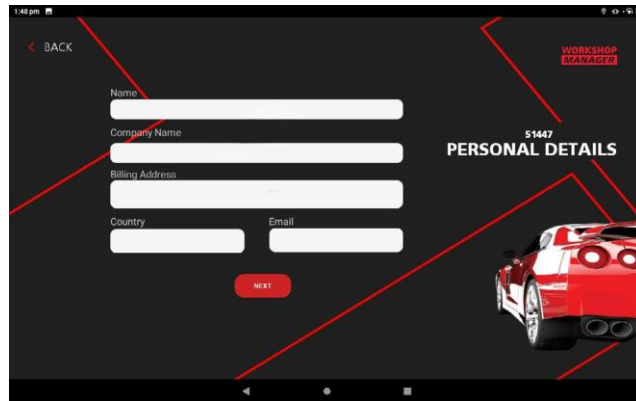 1:48 pm
BACK
WORKSHOP
MANAGER
Name
Company Name
51447
PERSONAL DETAILS
Billing Address
Country Email
NEXT